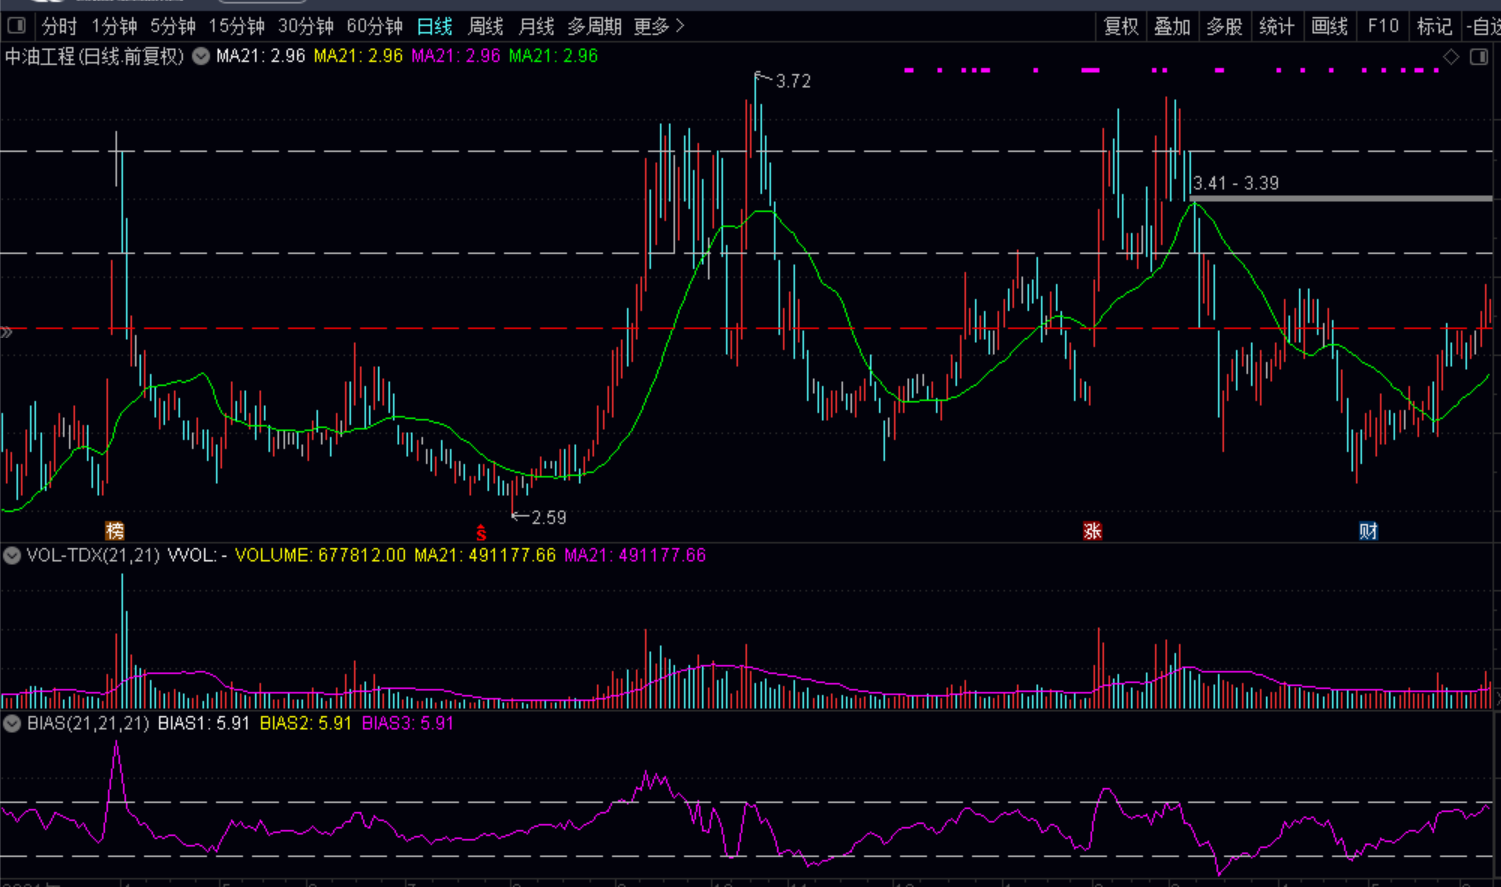 分时 1分钟 5分钟 15分钟 30分钟 60分钟 日线 周线 月线 多周期 更多 复权 叠加 多股 统计 画线 F10 标记 -自选
中油工程(日线.前复权) MA21: 2.96 MA21: 2.96 MA21: 2.96 MA21: 2.96
3.72
3.41 - 3.39
2.59
榜 S 涨 财
VOL-TDX(21,21) VVOL: - VOLUME: 677812.00 MA21: 491177.66 MA21: 491177.66
BIAS(21,21,21) BIAS1: 5.91 BIAS2: 5.91 BIAS3: 5.91